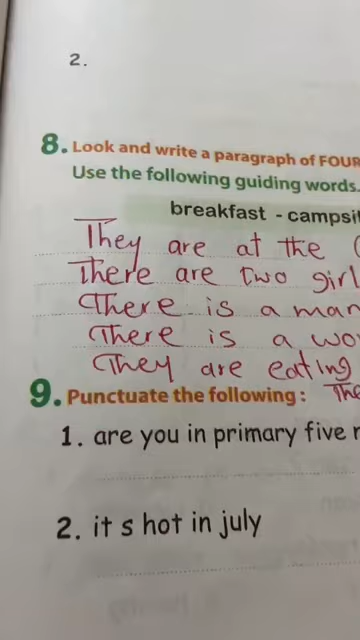 2.
8. Look and write a paragraph of FOUR
Use the following guiding words.
breakfast - campsi
They are at the
There are two girl
There is a man
There is a wo
They are eating
9. Punctuate the following: The
1. are you in primary five
2. it s hot in july